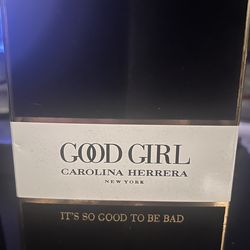 GOOD GIRL
CAROLINA HERRERA
NEW YORK
IT'S SO GOOD TO BE BAD